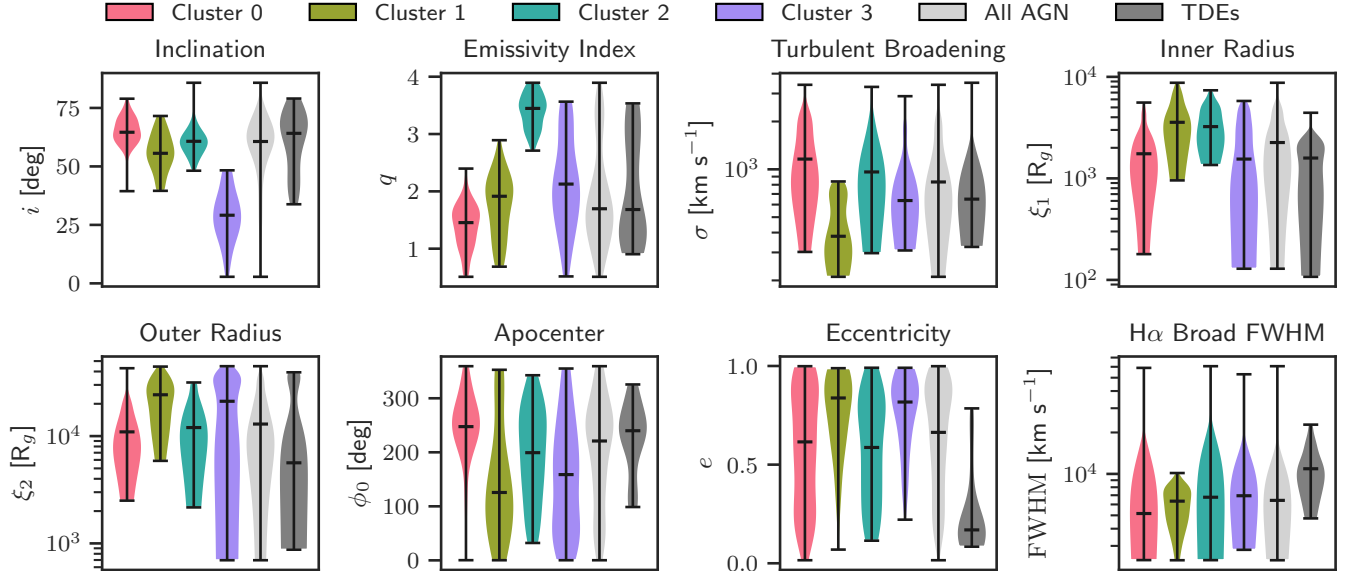 Cluster 0 Cluster 1 Cluster 2 Cluster 3 All AGN TDEs
Inclination
i [deg]
75
50
25
0
Emissivity Index
q
4
3
2
1
Turbulent Broadening
σ [km s⁻¹]
10³
Inner Radius
ξ₁ [R_g]
10⁴
10³
10²
Outer Radius
ξ₂ [R_g]
10⁴
10³
Apocenter
ϕ₀ [deg]
300
200
100
0
Eccentricity
e
1.0
0.5
0.0
Hα Broad FWHM
FWHM [km s⁻¹]
10⁴